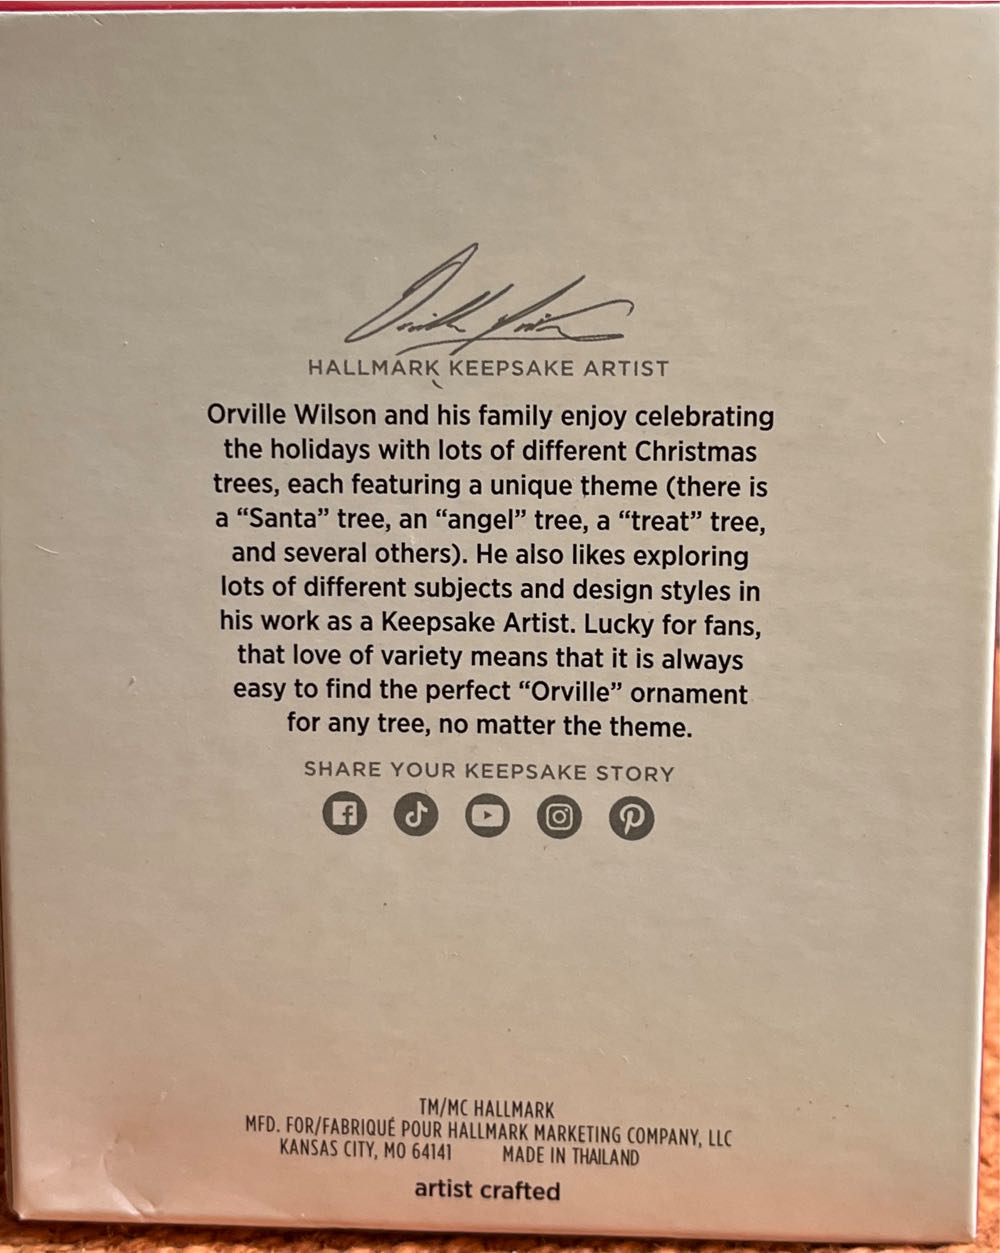 Orville Wilson
HALLMARK KEEPSAKE ARTIST
Orville Wilson and his family enjoy celebrating
the holidays with lots of different Christmas
trees, each featuring a unique theme (there is
a “Santa” tree, an “angel” tree, a “treat” tree,
and several others). He also likes exploring
lots of different subjects and design styles in
his work as a Keepsake Artist. Lucky for fans,
that love of variety means that it is always
easy to find the perfect “Orville” ornament
for any tree, no matter the theme.
SHARE YOUR KEEPSAKE STORY
TM/MC HALLMARK
MFD. FOR/FABRIQUÉ POUR HALLMARK MARKETING COMPANY, LLC
KANSAS CITY, MO 64141 MADE IN THAILAND
artist crafted